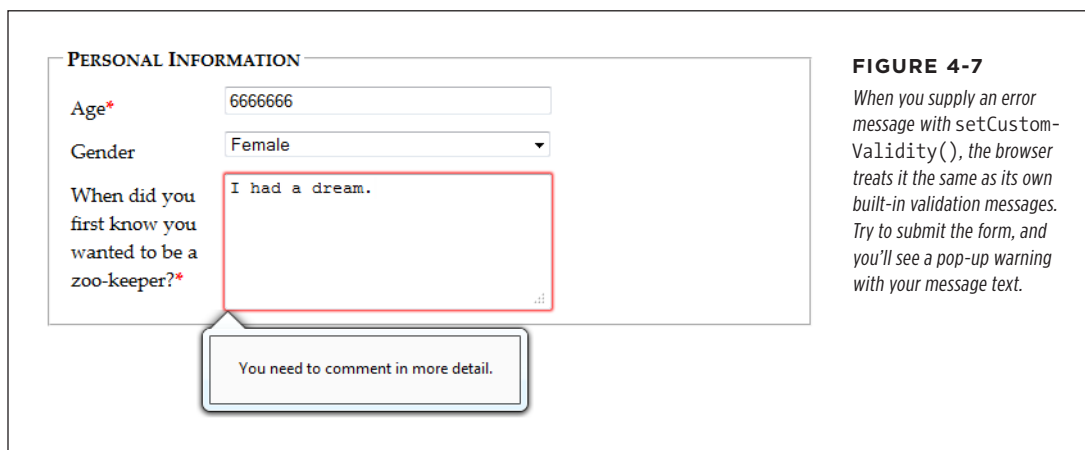 PERSONAL INFORMATION
Age*
6666666
Gender
Female
When did you
first know you
wanted to be a
zoo-keeper?*
I had a dream.
You need to comment in more detail.
FIGURE 4-7
When you supply an error
message with setCustom-
Validity(), the browser
treats it the same as its own
built-in validation messages.
Try to submit the form, and
you'll see a pop-up warning
with your message text.